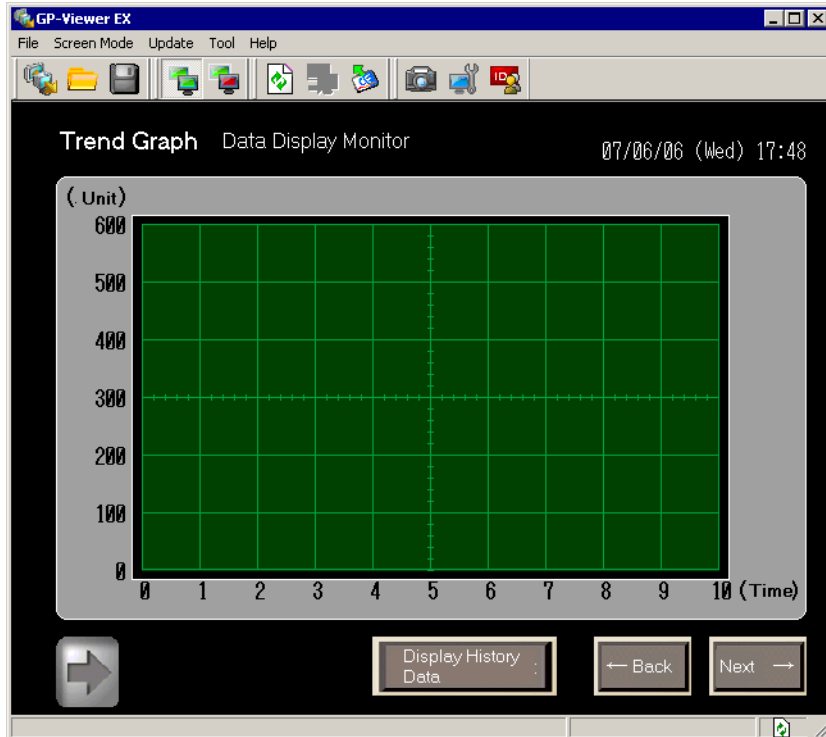 GP-Viewer EX
File Screen Mode Update Tool Help
ID
Trend Graph Data Display Monitor
07/06/06 (Wed) 17:48
(. Unit)
600
500
400
300
200
100
0
0 1 2 3 4 5 6 7 8 9 10 (Time)
Display History :
Data
← Back
Next →